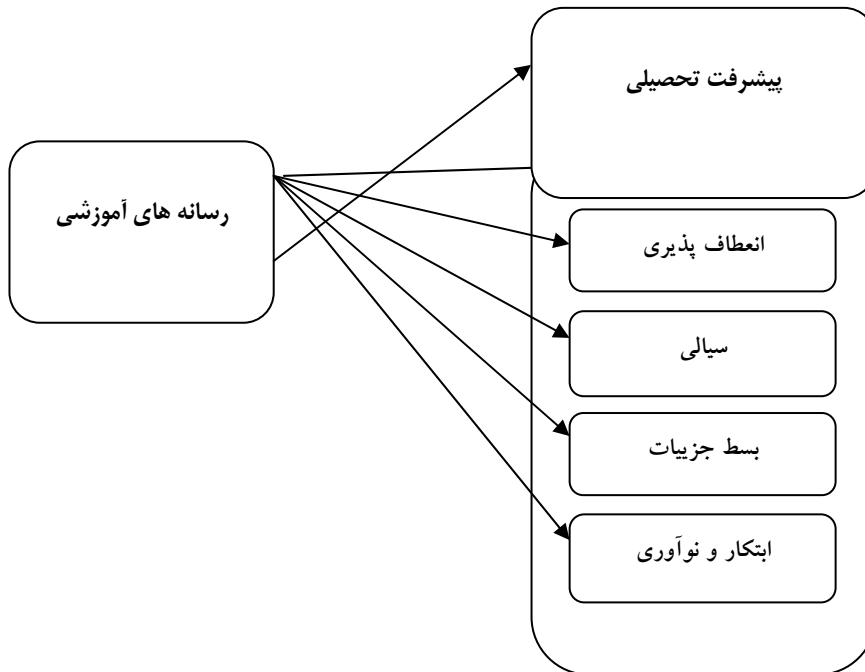 پیشرفت تحصیلی
رسانه های آموزشی
انعطاف پذیری
سیالی
بسط جزییات
ابتکار و نوآوری